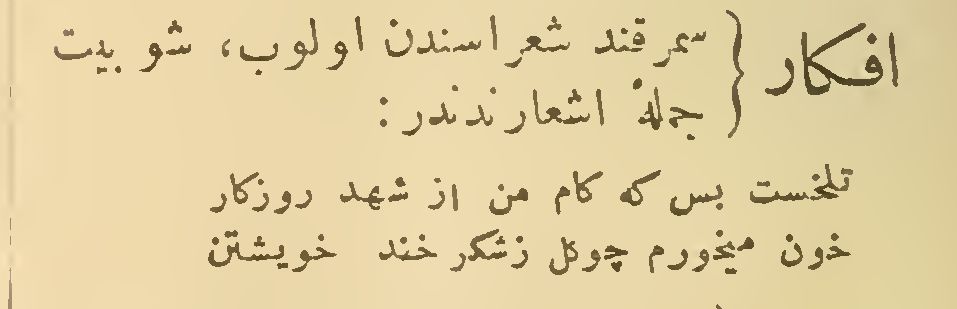 افكار { سمرقند شعراسندن اولوب، شو بيت
جملهٔ اشعارندندر :
تلخست بس كه كام من از شهد روزكار
خون ميخورم چوكل زشكر خند خويشتن